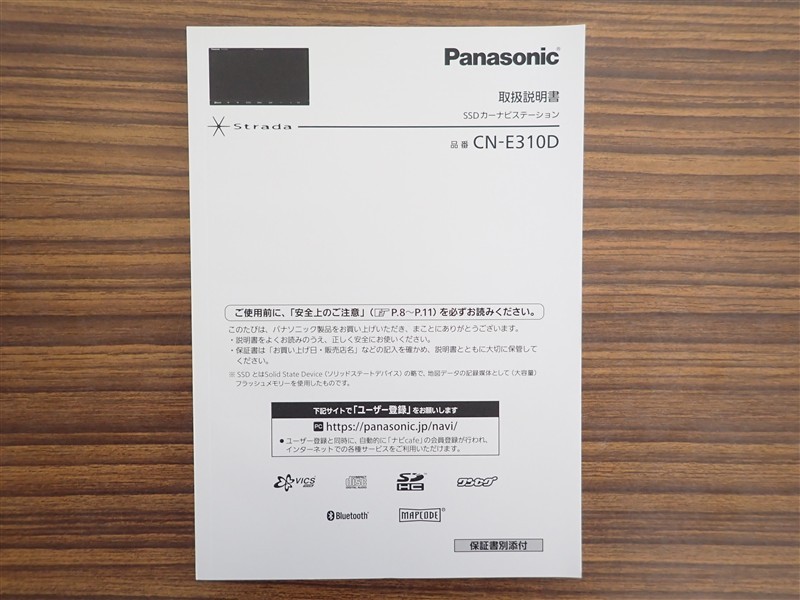 Panasonic®
取扱説明書
SSDカーナビステーション
Strada
品番 CN-E310D
ご使用前に、「安全上のご注意」(P.8～P.11)を必ずお読みください。
このたびは、パナソニック製品をお買い上げいただき、まことにありがとうございます。
・説明書をよくお読みのうえ、正しく安全にお使いください。
・保証書は「お買い上げ日・販売店名」などの記入を確かめ、説明書とともに大切に保管して
ください。
※ SSD とはSolid State Device（ソリッドステートデバイス）の略で、地図データの記録媒体として（大容量）
フラッシュメモリーを使用したものです。
下記サイトで「ユーザー登録」をお願いします
PC https://panasonic.jp/navi/
● ユーザー登録と同時に、自動的に「ナビcafe」の会員登録が行われ、
インターネットでの各種サービスをご利用いただけます。
VICS
disc
SD
HC
ワンセグ
Bluetooth®
MAPCODE®
保証書別添付